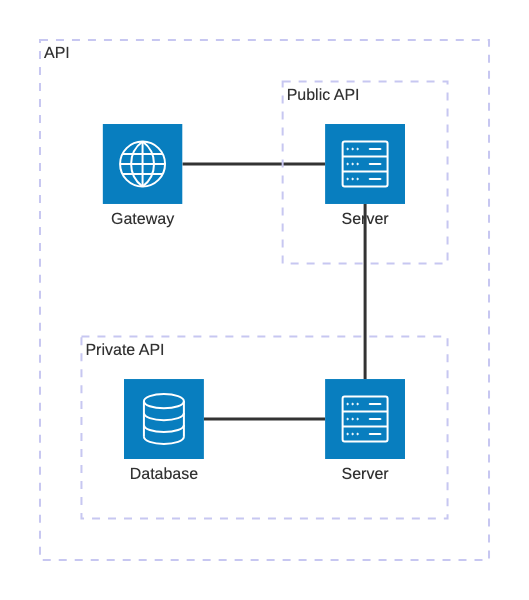 API
Public API
Gateway
Server
Private API
Database
Server